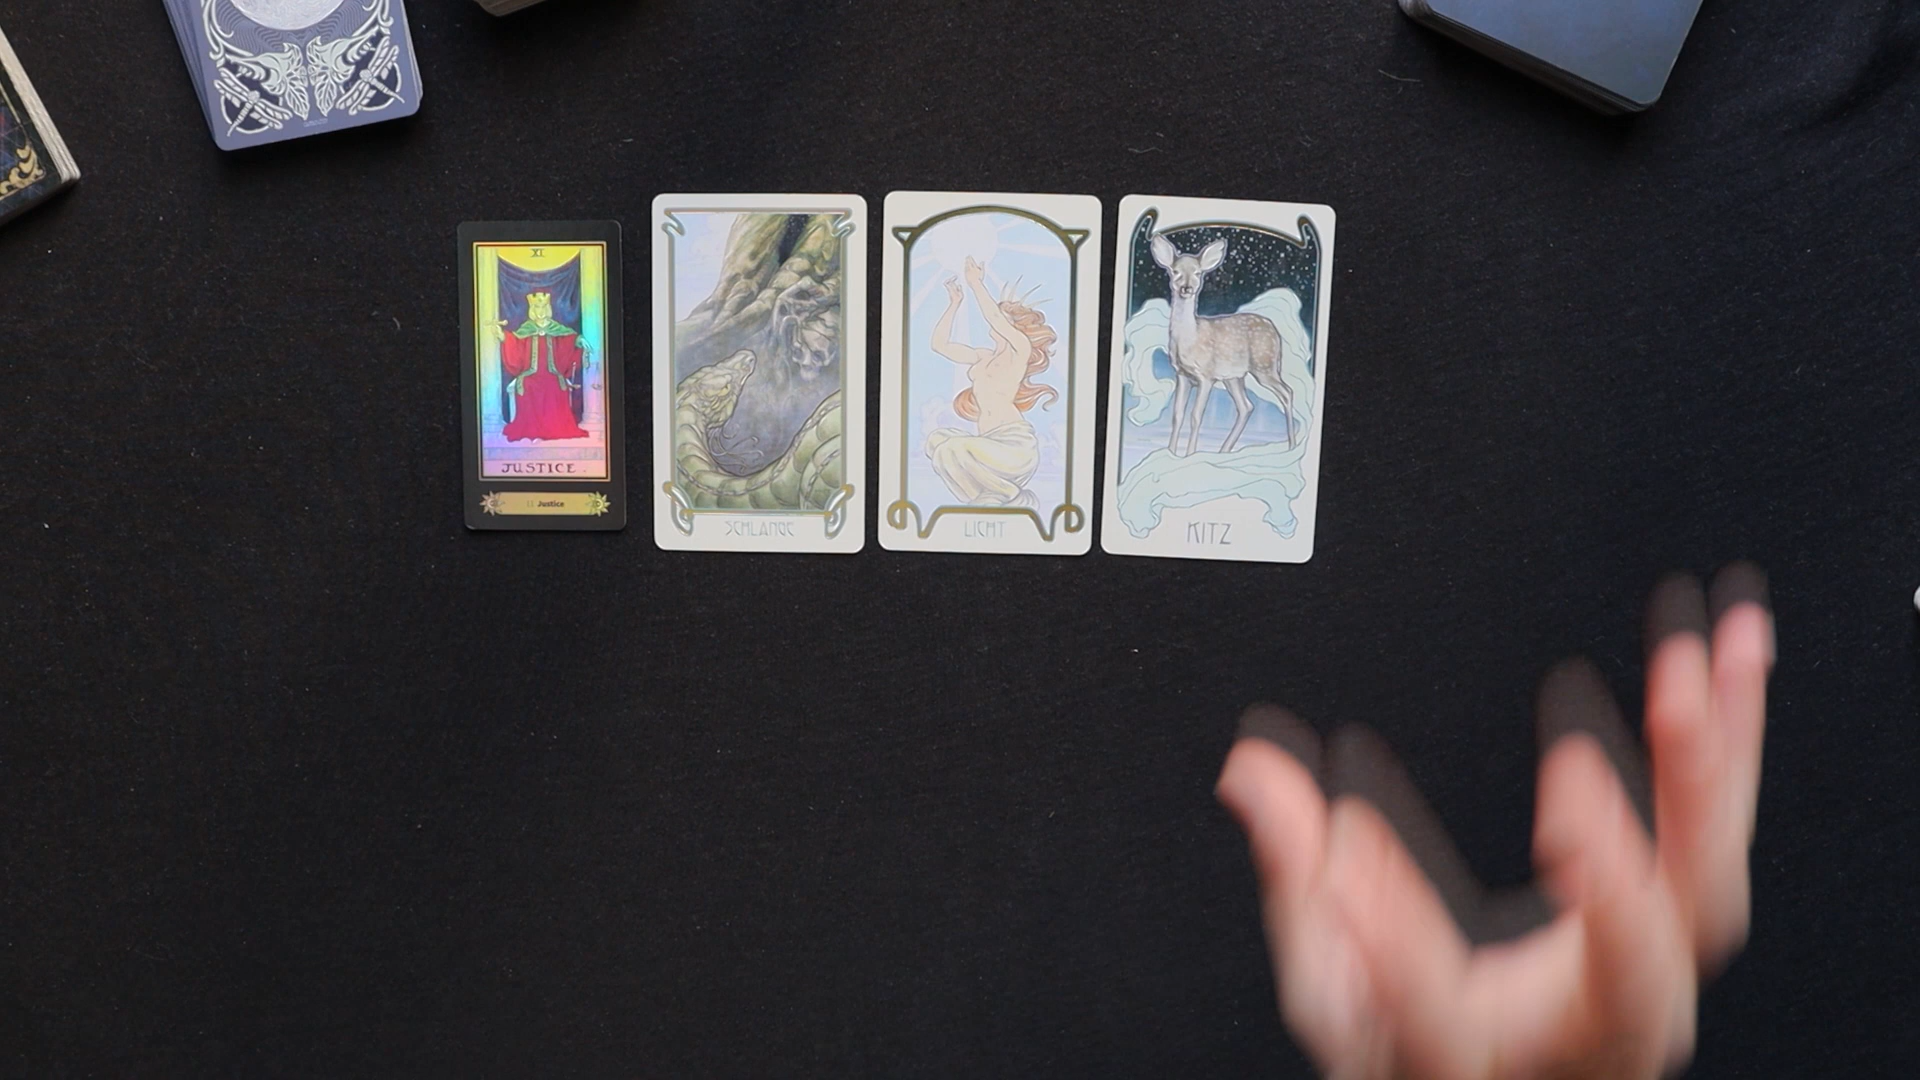 XI
JUSTICE.
11 Justice
SCHLANGE
LICHT
KITZ